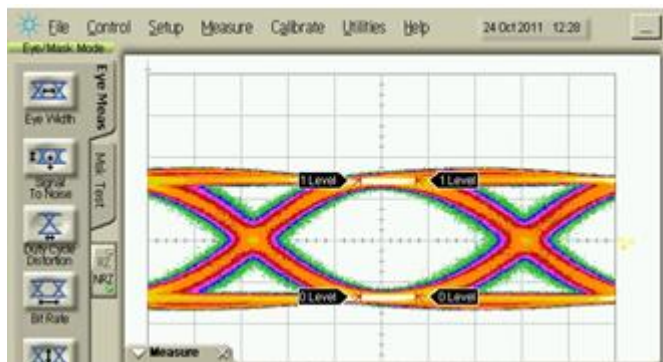 File Control Setup Measure Calibrate Utilities Help 24 Oct 2011 12:28
Eye/Mask Mode
Eye Meas
Eye Width
Mask Test
Signal
To Noise
Duty Cycle
Distortion
RZ
NRZ
Bit Rate
1 Level 1 Level
0 Level 0 Level
Measure